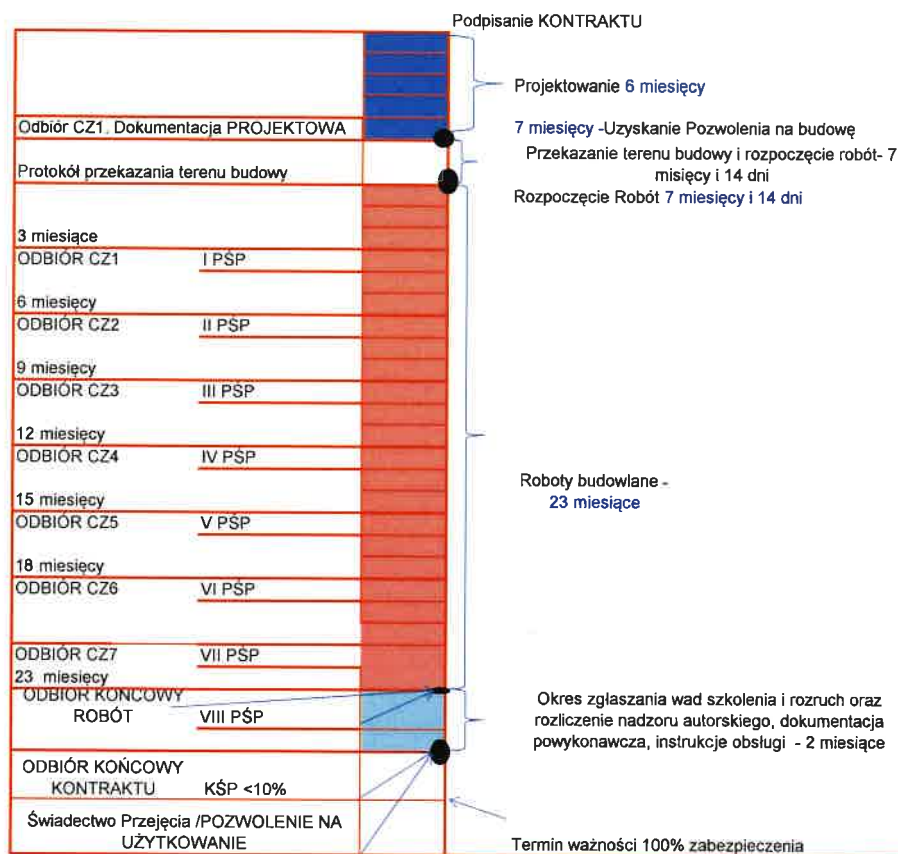 Podpisanie KONTRAKTU
Projektowanie 6 miesięcy
Odbiór CZ1. Dokumentacja PROJEKTOWA
7 miesięcy -Uzyskanie Pozwolenia na budowę
Przekazanie terenu budowy i rozpoczęcie robót- 7
misięcy i 14 dni
Protokół przekazania terenu budowy
Rozpoczęcie Robót 7 miesięcy i 14 dni
3 miesiące
ODBIÓR CZ1 I PŚP
6 miesięcy
ODBIÓR CZ2 II PŚP
9 miesięcy
ODBIÓR CZ3 III PŚP
12 miesięcy
ODBIÓR CZ4 IV PŚP
Roboty budowlane -
23 miesiące
15 miesięcy
ODBIÓR CZ5 V PŚP
18 miesięcy
ODBIÓR CZ6 VI PŚP
ODBIÓR CZ7 VII PŚP
23 miesięcy
ODBIÓR KOŃCOWY
ROBÓT VIII PŚP
Okres zgłaszania wad szkolenia i rozruch oraz
rozliczenie nadzoru autorskiego, dokumentacja
powykonawcza, instrukcje obsługi - 2 miesiące
ODBIÓR KOŃCOWY
KONTRAKTU KŚP <10%
Świadectwo Przejęcia /POZWOLENIE NA
UŻYTKOWANIE
Termin ważności 100% zabezpieczenia